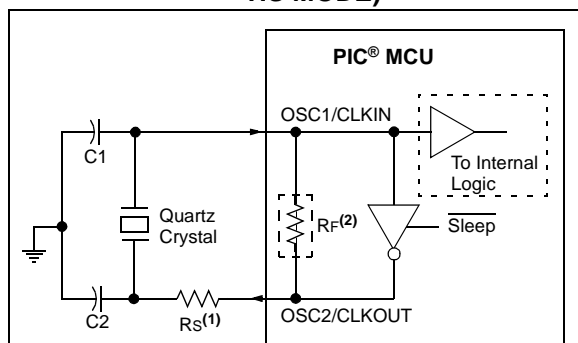 HS MODE)
PIC® MCU
OSC1/CLKIN
C1
To Internal
Logic
Quartz
Crystal
RF(2)
Sleep
C2
RS(1)
OSC2/CLKOUT